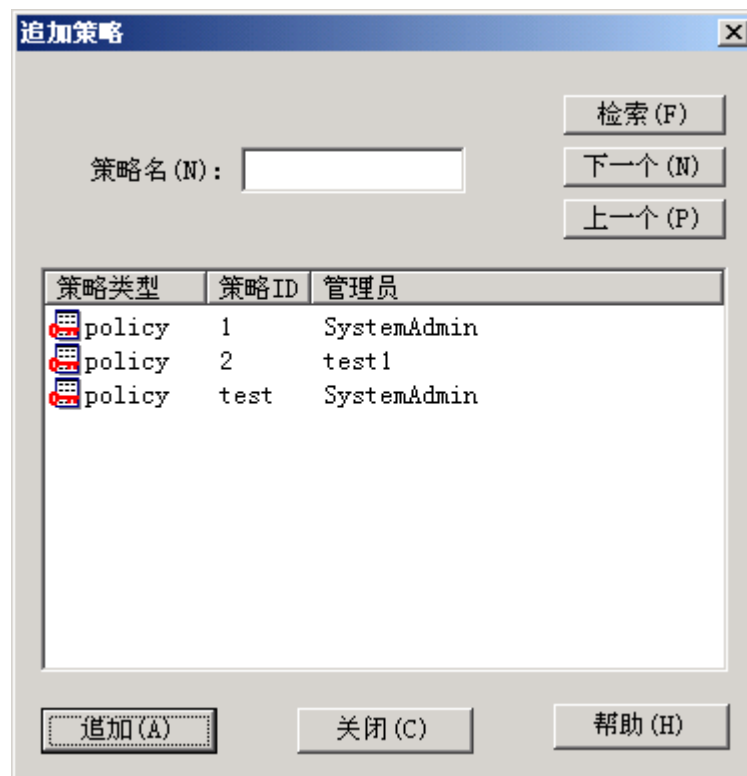 追加策略
检索(F)
策略名(N):
下一个(N)
上一个(P)
策略类型 策略ID 管理员
policy 1 SystemAdmin
policy 2 test1
policy test SystemAdmin
追加(A) 关闭(C) 帮助(H)